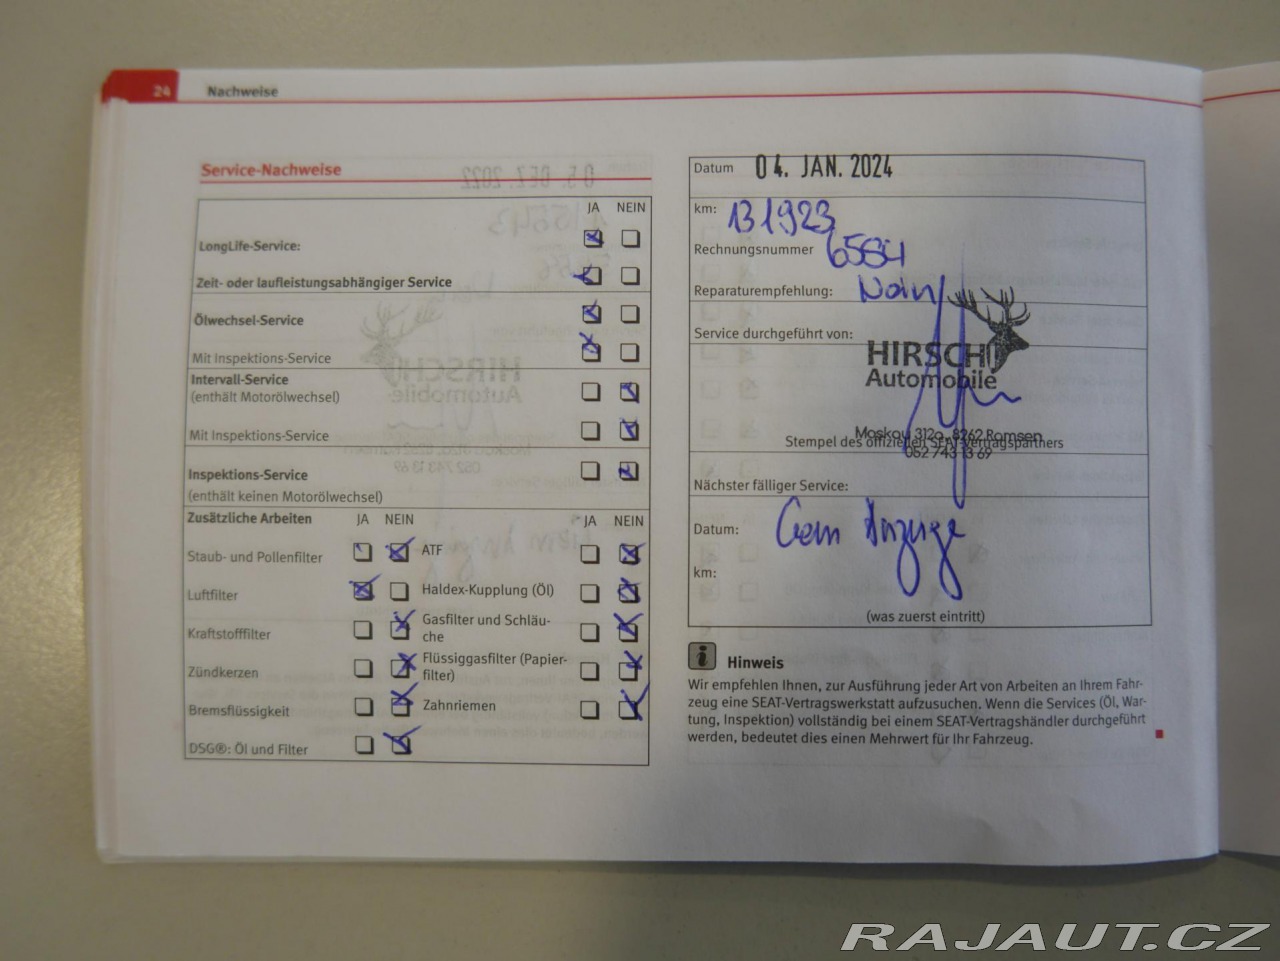 24 Nachweise
Service-Nachweise
JA NEIN
LongLife-Service:
Zeit- oder laufleistungsabhängiger Service
Ölwechsel-Service
Mit Inspektions-Service
Intervall-Service
(enthält Motorölwechsel)
Mit Inspektions-Service
Inspektions-Service
(enthält keinen Motorölwechsel)
Zusätzliche Arbeiten JA NEIN JA NEIN
Staub- und Pollenfilter ATF
Luftfilter Haldex-Kupplung (Öl)
Kraftstofffilter Gasfilter und Schläu-
che
Zündkerzen Flüssiggasfilter (Papier-
filter)
Bremsflüssigkeit Zahnriemen
DSG®: Öl und Filter
Datum 04. JAN. 2024
km: 131923
Rechnungsnummer 6564
Reparaturempfehlung: Nein
Service durchgeführt von:
HIRSCHI
Automobile
Moskau 312a, 8262 Ramsen
Stempel des offiziellen SEAT-Vertragspartners
052 743 13 69
Nächster fälliger Service:
Datum: Gem Anzeige
km:
(was zuerst eintritt)
i Hinweis
Wir empfehlen Ihnen, zur Ausführung jeder Art von Arbeiten an Ihrem Fahr-
zeug eine SEAT-Vertragswerkstatt aufzusuchen. Wenn die Services (Öl, War-
tung, Inspektion) vollständig bei einem SEAT-Vertragshändler durchgeführt
werden, bedeutet dies einen Mehrwert für Ihr Fahrzeug.
RAJAUT.CZ